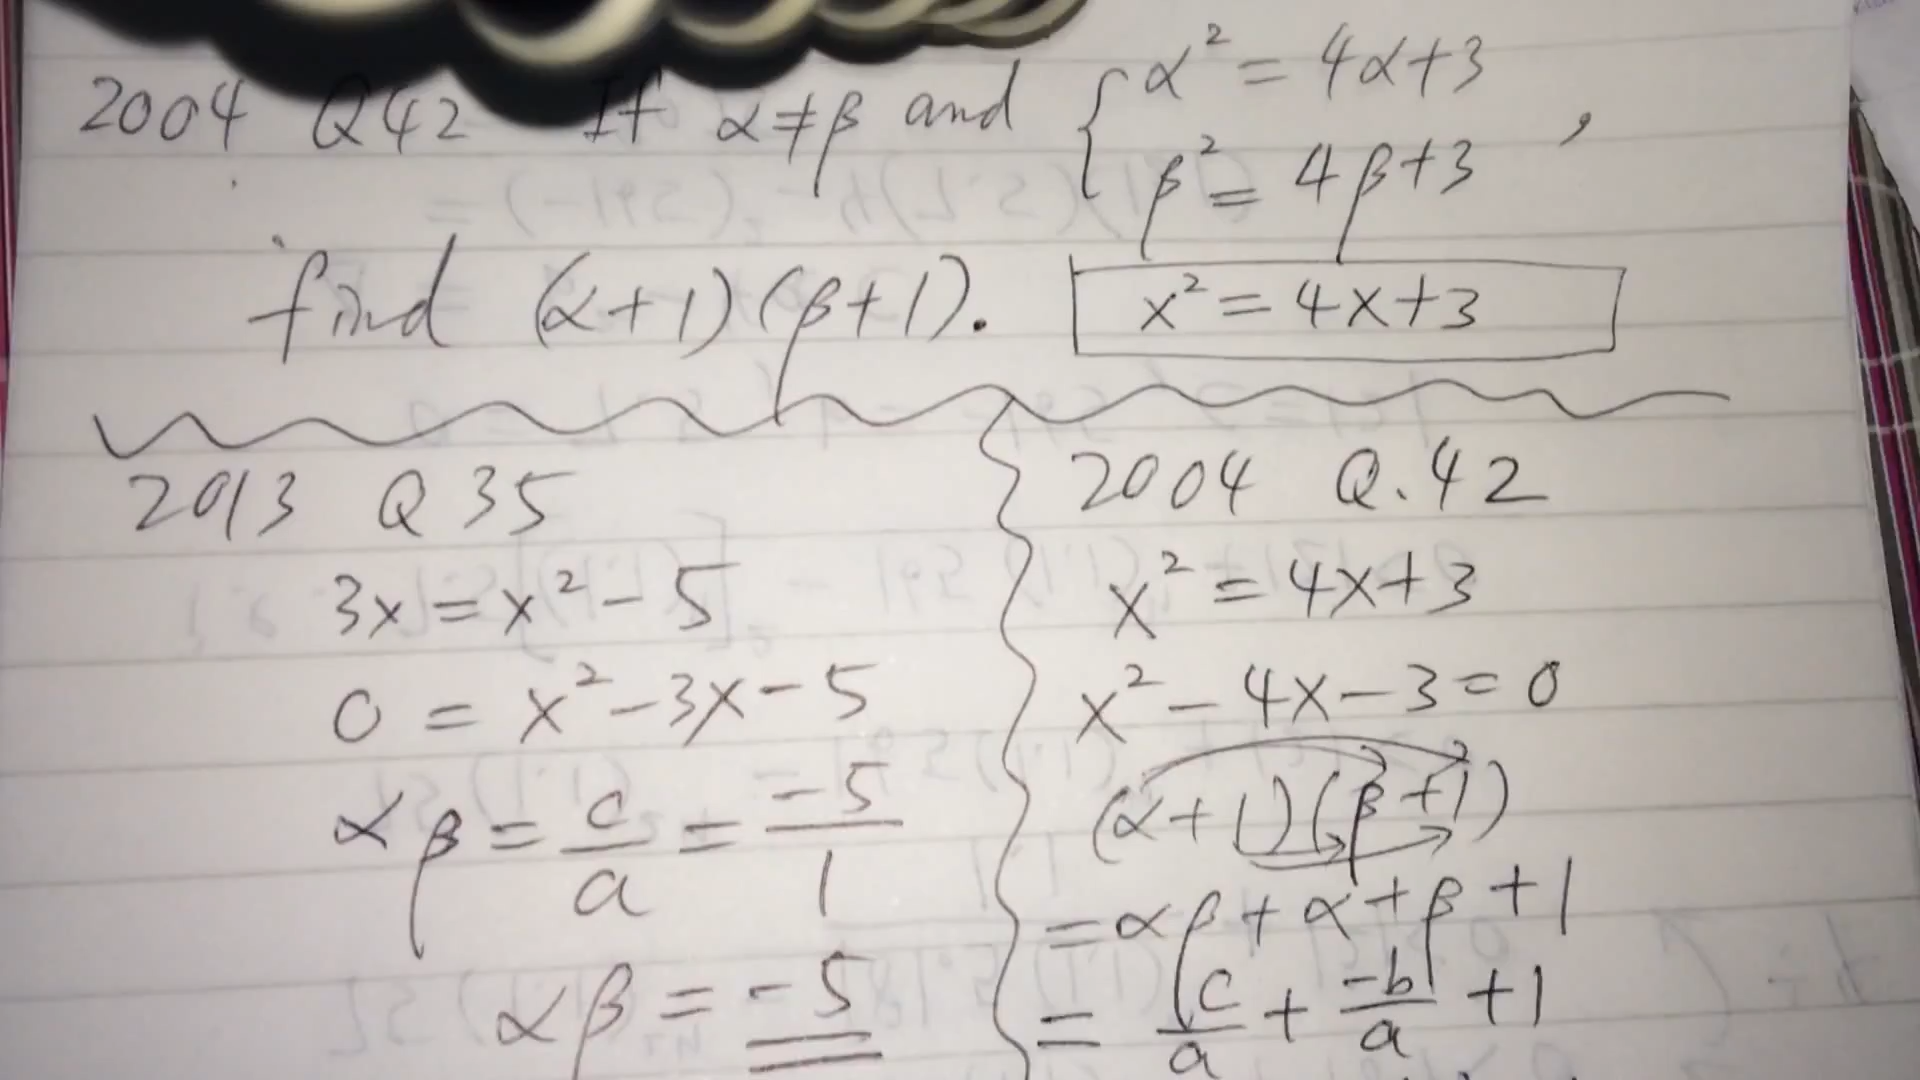 2004 Q42 If α≠β and { α² = 4α+3
β² = 4β+3 ,
find (α+1)(β+1). x² = 4x+3
2013 Q 35
3x = x² - 5
0 = x² - 3x - 5
αβ = c/a = -5/1
αβ = -5
2004 Q.42
x² = 4x+3
x² - 4x - 3 = 0
(α+1)(β+1)
= αβ + α + β + 1
= c/a + -b/a + 1